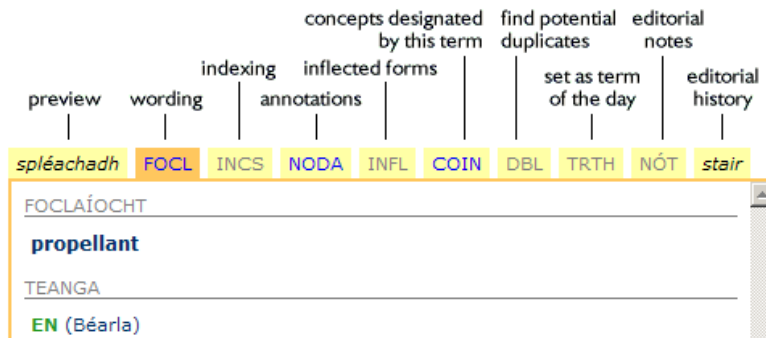 concepts designated find potential editorial
by this term duplicates notes
indexing inflected forms set as term editorial
preview wording annotations of the day history
spléachadh FOCL INCS NODA INFL COIN DBL TRTH NÓT stair
FOCLAÍOCHT
propellant
TEANGA
EN (Béarla)